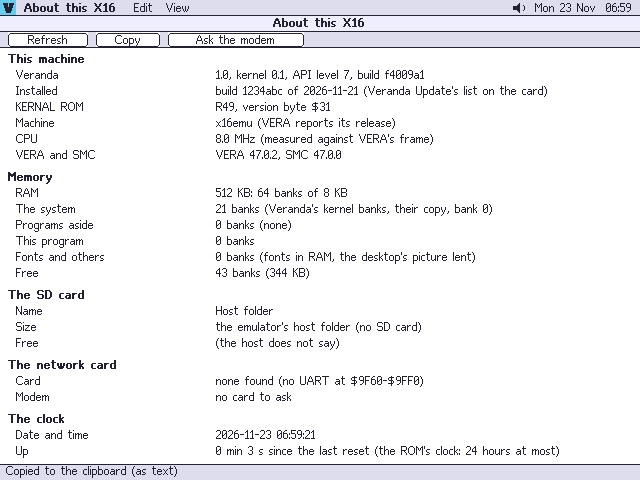 V About this X16 Edit View Mon 23 Nov 06:59
About this X16
Refresh Copy Ask the modem
This machine
Veranda 1.0, kernel 0.1, API level 7, build f4009a1
Installed build 1234abc of 2026-11-21 (Veranda Update's list on the card)
KERNAL ROM R49, version byte $31
Machine x16emu (VERA reports its release)
CPU 8.0 MHz (measured against VERA's frame)
VERA and SMC VERA 47.0.2, SMC 47.0.0
Memory
RAM 512 KB: 64 banks of 8 KB
The system 21 banks (Veranda's kernel banks, their copy, bank 0)
Programs aside 0 banks (none)
This program 0 banks
Fonts and others 0 banks (fonts in RAM, the desktop's picture lent)
Free 43 banks (344 KB)
The SD card
Name Host folder
Size the emulator's host folder (no SD card)
Free (the host does not say)
The network card
Card none found (no UART at $9F60-$9FF0)
Modem no card to ask
The clock
Date and time 2026-11-23 06:59:21
Up 0 min 3 s since the last reset (the ROM's clock: 24 hours at most)
Copied to the clipboard (as text)